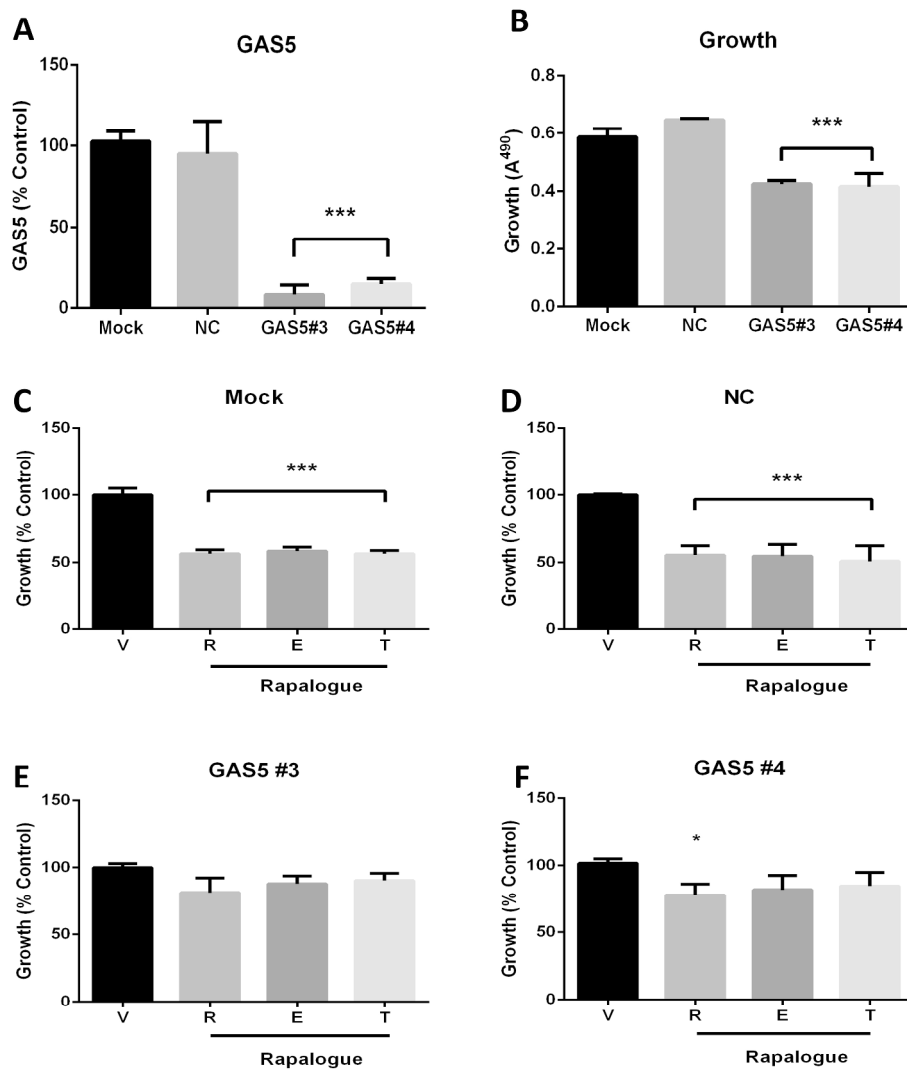 A
GAS5
GAS5 (% Control)
150
100
50
0
***
Mock NC GAS5#3 GAS5#4
B
Growth
Growth (A⁴⁹⁰)
0.8
0.6
0.4
0.2
0.0
***
Mock NC GAS5#3 GAS5#4
C
Mock
Growth (% Control)
150
100
50
0
***
V R E T
Rapalogue
D
NC
Growth (% Control)
150
100
50
0
***
V R E T
Rapalogue
E
GAS5 #3
Growth (% Control)
150
100
50
0
V R E T
Rapalogue
F
GAS5 #4
Growth (% Control)
150
100
50
0
*
V R E T
Rapalogue